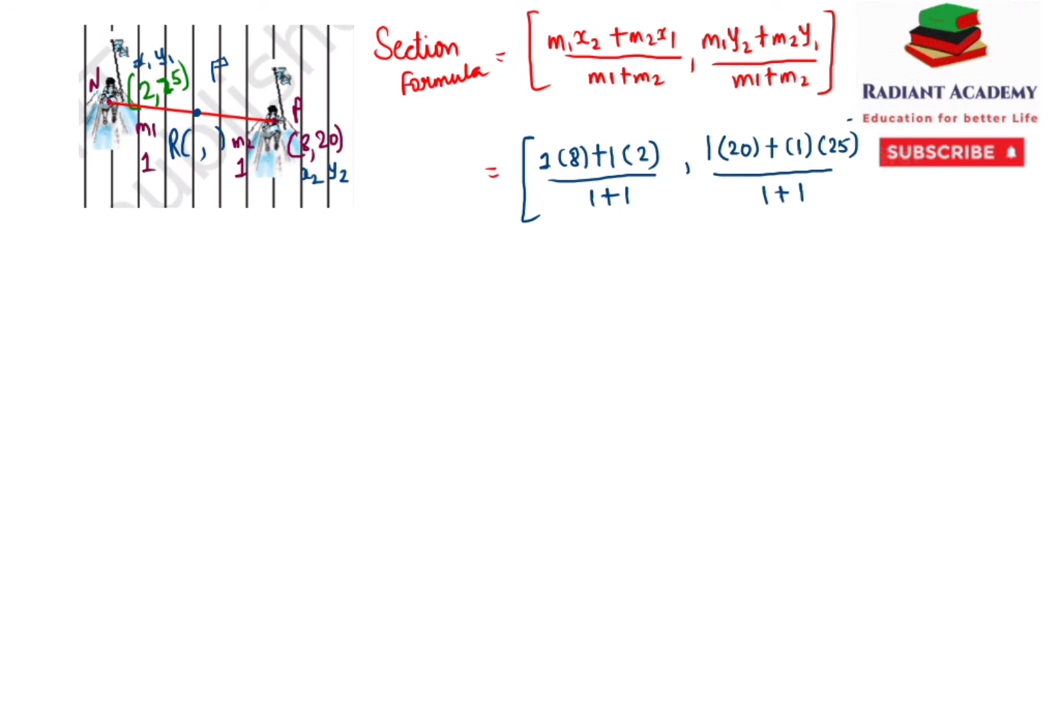 N
x, y1
(2,25)
P
P
m1
1
R( , )
m2
1
(8,20)
x2 y2
Section
Formula
= [ m1x2 + m2x1 / m1+m2 , m1y2 + m2y1 / m1+m2 ]
= [ 1(8)+1(2) / 1+1 , 1(20)+(1)(25) / 1+1
RADIANT ACADEMY
Education for better Life
SUBSCRIBE